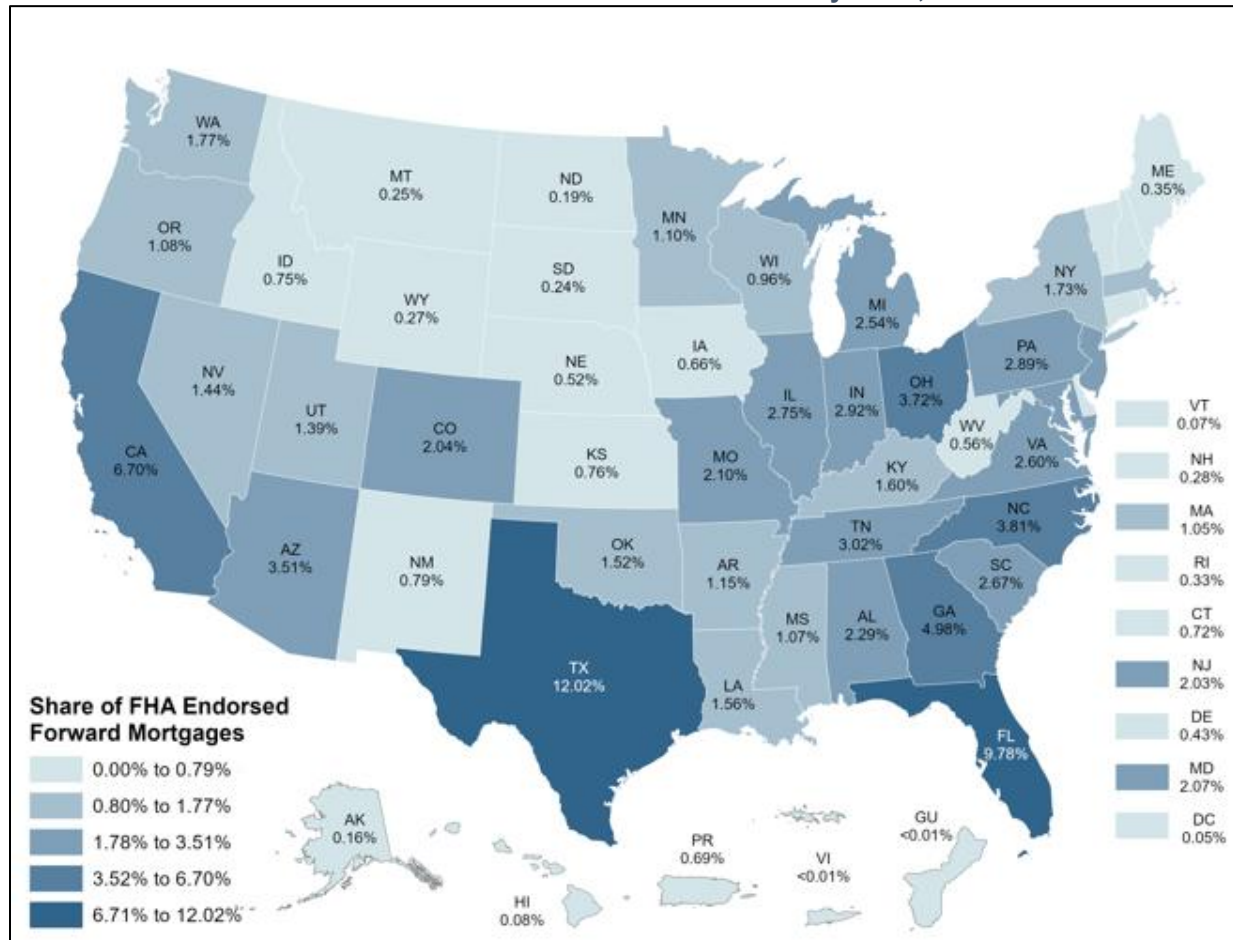 WA
1.77%
OR
1.08%
CA
6.70%
NV
1.44%
ID
0.75%
MT
0.25%
WY
0.27%
UT
1.39%
AZ
3.51%
CO
2.04%
NM
0.79%
ND
0.19%
SD
0.24%
NE
0.52%
KS
0.76%
OK
1.52%
TX
12.02%
MN
1.10%
IA
0.66%
MO
2.10%
AR
1.15%
LA
1.56%
WI
0.96%
IL
2.75%
MI
2.54%
IN
2.92%
OH
3.72%
KY
1.60%
TN
3.02%
MS
1.07%
AL
2.29%
GA
4.98%
FL
9.78%
SC
2.67%
NC
3.81%
VA
2.60%
WV
0.56%
PA
2.89%
NY
1.73%
ME
0.35%
VT
0.07%
NH
0.28%
MA
1.05%
RI
0.33%
CT
0.72%
NJ
2.03%
DE
0.43%
MD
2.07%
DC
0.05%
Share of FHA Endorsed
Forward Mortgages
0.00% to 0.79%
0.80% to 1.77%
1.78% to 3.51%
3.52% to 6.70%
6.71% to 12.02%
AK
0.16%
HI
0.08%
PR
0.69%
VI
<0.01%
GU
<0.01%